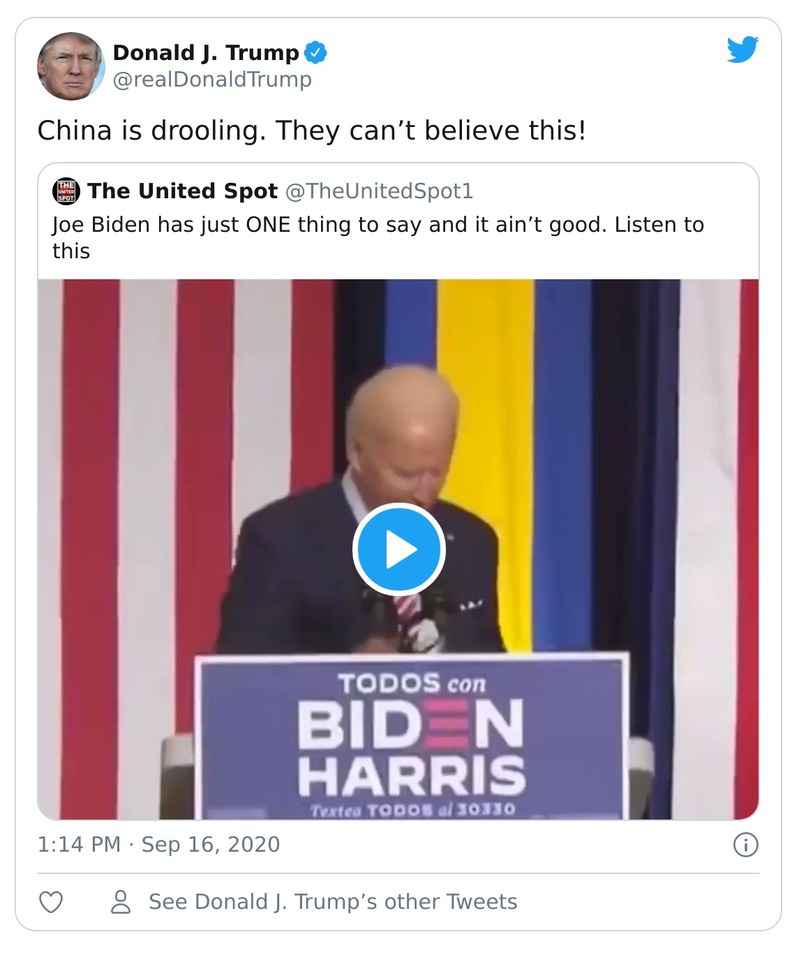 Donald J. Trump
@realDonaldTrump
China is drooling. They can’t believe this!
THE
UNITED
SPOT
The United Spot @TheUnitedSpot1
Joe Biden has just ONE thing to say and it ain’t good. Listen to
this
TODOS con
BIDEN
HARRIS
Textea TODOS al 30330
1:14 PM · Sep 16, 2020
See Donald J. Trump’s other Tweets